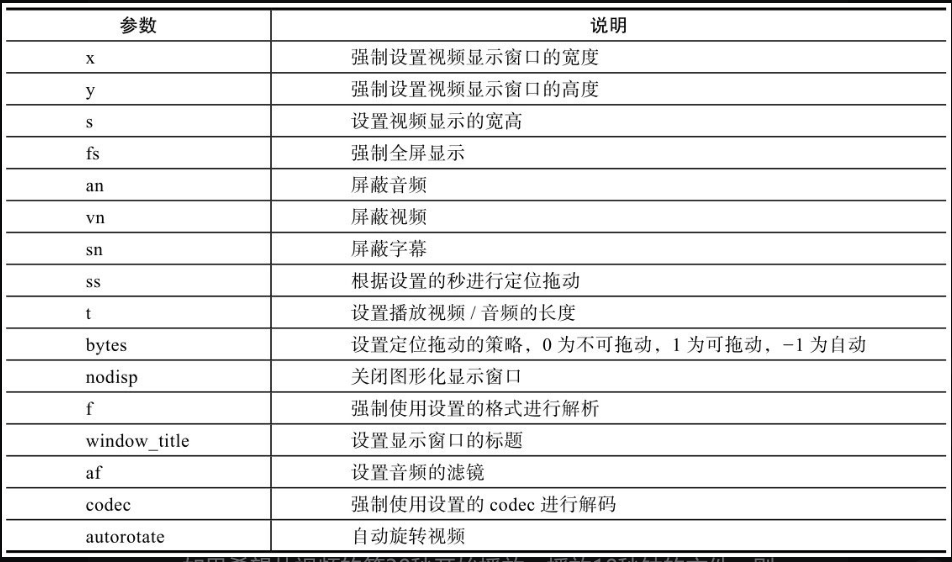 参数 说明
x 强制设置视频显示窗口的宽度
y 强制设置视频显示窗口的高度
s 设置视频显示的宽高
fs 强制全屏显示
an 屏蔽音频
vn 屏蔽视频
sn 屏蔽字幕
ss 根据设置的秒进行定位拖动
t 设置播放视频 / 音频的长度
bytes 设置定位拖动的策略，0 为不可拖动，1 为可拖动，−1 为自动
nodisp 关闭图形化显示窗口
f 强制使用设置的格式进行解析
window_title 设置显示窗口的标题
af 设置音频的滤镜
codec 强制使用设置的 codec 进行解码
autorotate 自动旋转视频